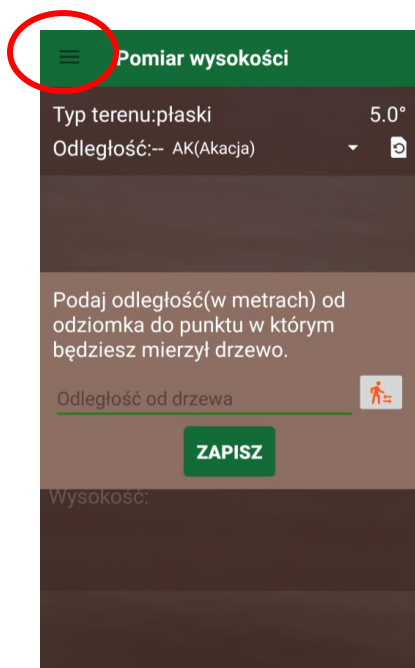 Pomiar wysokości
Typ terenu:płaski 5.0°
Odległość:-- AK(Akacja)
Podaj odległość(w metrach) od
odziomka do punktu w którym
będziesz mierzył drzewo.
Odległość od drzewa
ZAPISZ
Wysokość: